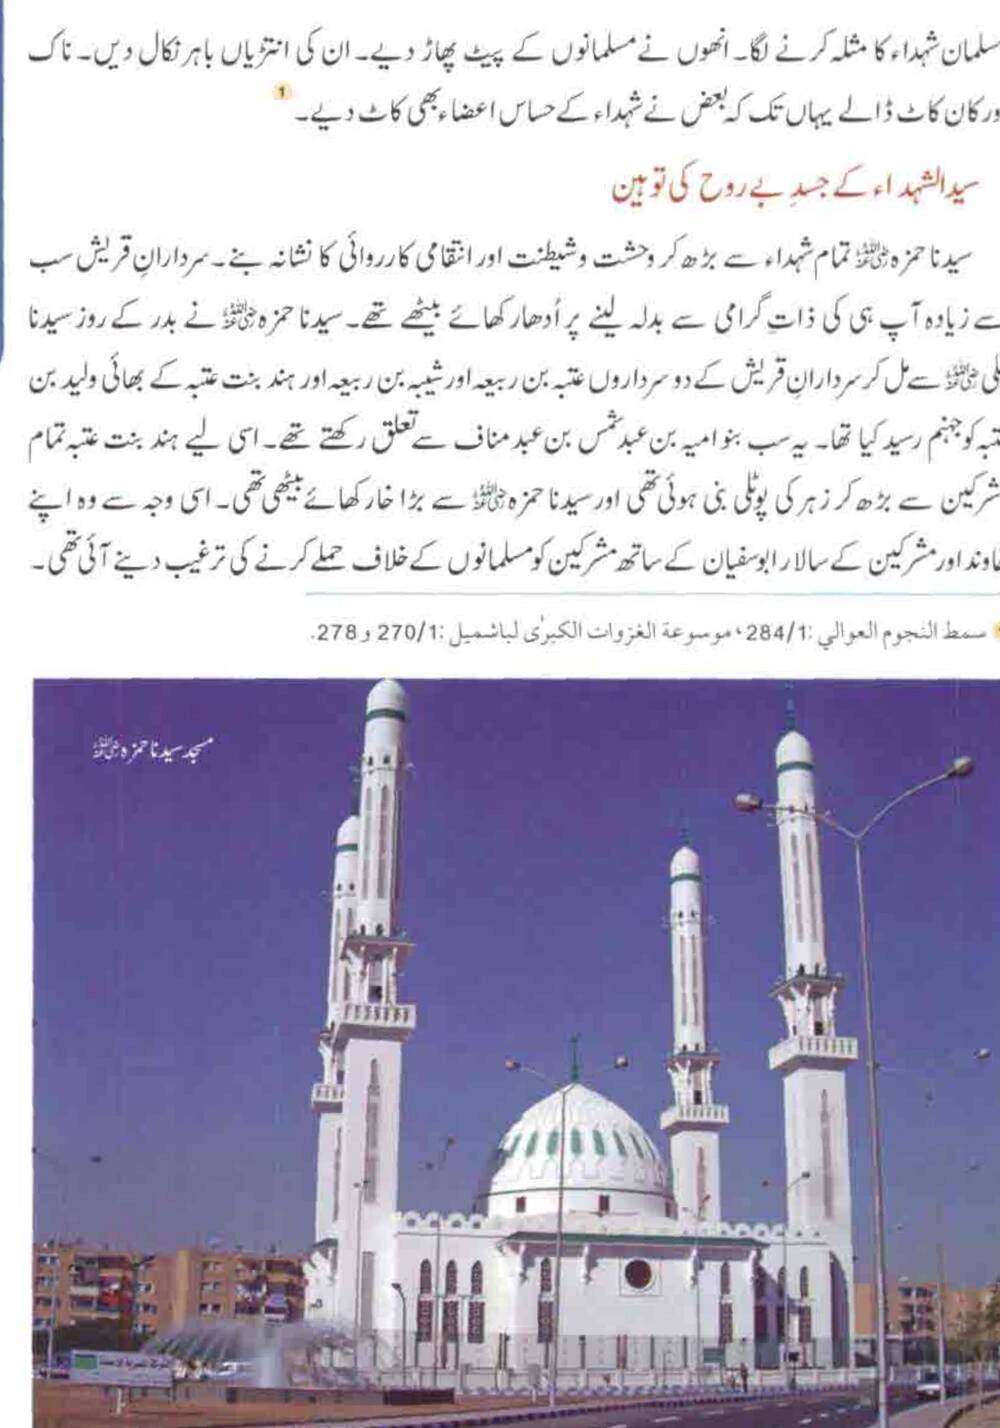 سلمان شہداء کا مثلہ کرنے لگا۔ انھوں نے مسلمانوں کے پیٹ پھاڑ دیے۔ ان کی انتڑیاں باہر نکال دیں۔ ناک
ور کان کاٹ ڈالے یہاں تک کہ بعض نے شہداء کے حساس اعضاء بھی کاٹ دیے۔ 1
سید الشہداء کے جسدِ بے روح کی توہین
سیدنا حمزہ رضی اللہ عنہ تمام شہداء سے بڑھ کر وحشت وشیطنت اور انتقامی کارروائی کا نشانہ بنے۔ سردارانِ قریش سب
سے زیادہ آپ ہی کی ذاتِ گرامی سے بدلہ لینے پر اُدھار کھائے بیٹھے تھے۔ سیدنا حمزہ رضی اللہ عنہ نے بدر کے روز سیدنا
لی رضی اللہ عنہ سے مل کر سردارانِ قریش کے دو سرداروں عتبہ بن ربیعہ اور شیبہ بن ربیعہ اور ہند بنت عتبہ کے بھائی ولید بن
تبہ کو جہنم رسید کیا تھا۔ یہ سب بنو امیہ بن عبد شمس بن عبد مناف سے تعلق رکھتے تھے۔ اسی لیے ہند بنت عتبہ تمام
شرکین سے بڑھ کر زہر کی پوٹلی بنی ہوئی تھی اور سیدنا حمزہ رضی اللہ عنہ سے بڑا خار کھائے بیٹھی تھی۔ اسی وجہ سے وہ اپنے
اوند اور مشرکین کے سالار ابوسفیان کے ساتھ مشرکین کو مسلمانوں کے خلاف حملے کرنے کی ترغیب دینے آئی تھی۔
سمط النجوم العوالي :284/1، موسوعة الغزوات الكبرٰى لباشميل :270/1 و 278.
مسجد سیدنا حمزہ رضی اللہ عنہ